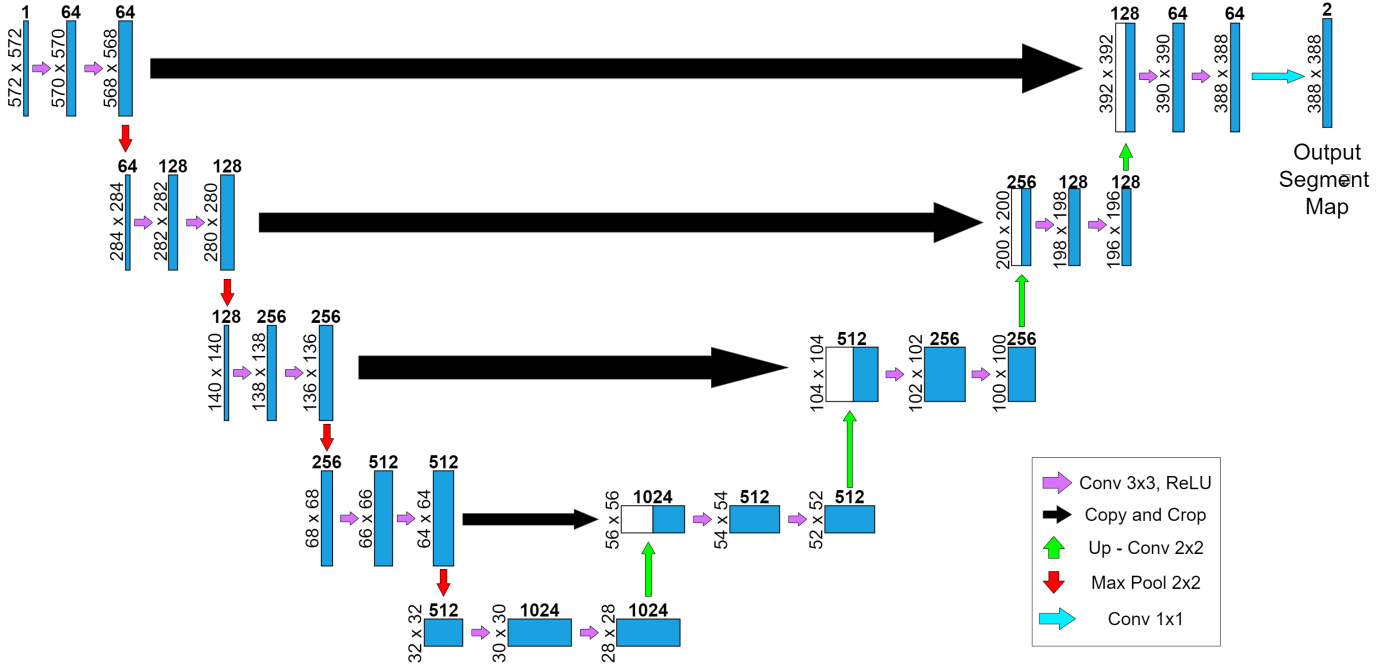 1
64
64
572 x 572
570 x 570
568 x 568
128
64
64
2
392 x 392
390 x 390
388 x 388
388 x 388
Output
Segment
Map
64
128
128
284 x 284
282 x 282
280 x 280
256
128
128
200 x 200
198 x 198
196 x 196
128
256
256
140 x 140
138 x 138
136 x 136
512
256
256
104 x 104
102 x 102
100 x 100
256
512
512
68 x 68
66 x 66
64 x 64
1024
512
512
56 x 56
54 x 54
52 x 52
512
1024
1024
32 x 32
30 x 30
28 x 28
Conv 3x3, ReLU
Copy and Crop
Up - Conv 2x2
Max Pool 2x2
Conv 1x1